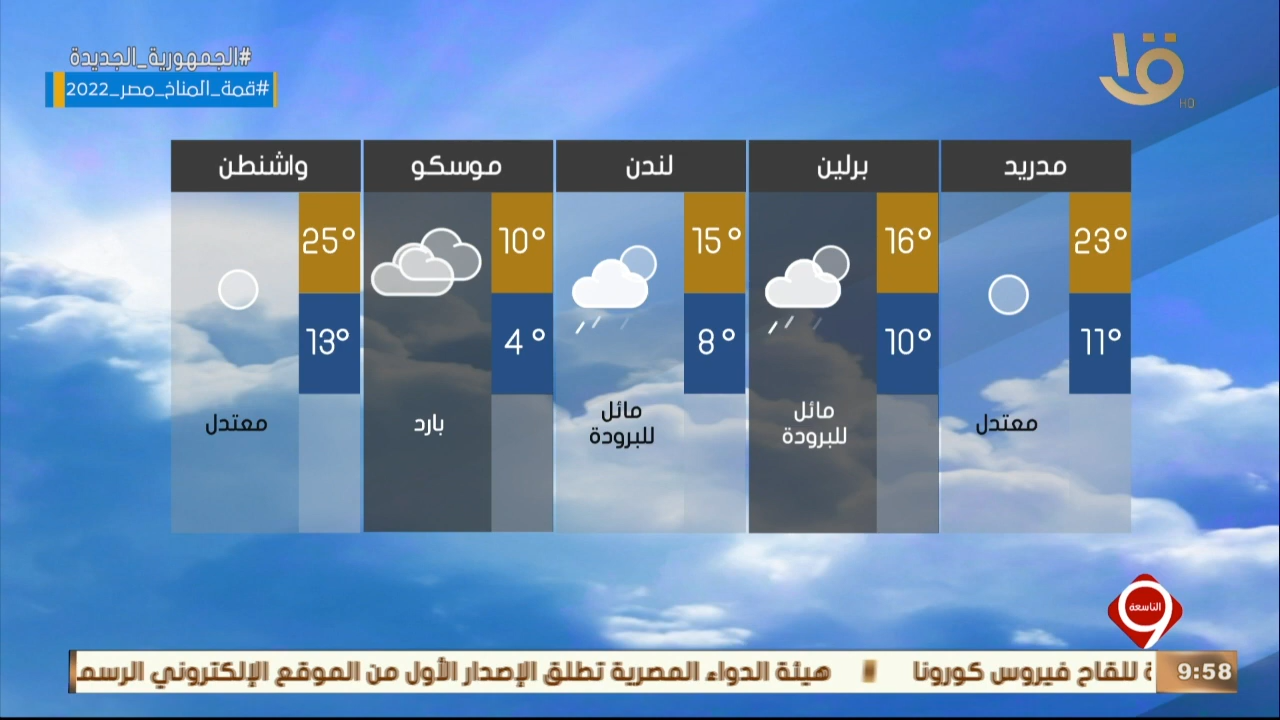 #الجمهورية_الجديدة
#قمة_المناخ_مصر_2022
HD
مدريد
23°
11°
معتدل
برلين
16°
10°
مائل
للبرودة
لندن
15°
8°
مائل
للبرودة
موسكو
10°
4°
بارد
واشنطن
25°
13°
معتدل
التاسعة
9
9:58
للقاح فيروس كورونا
هيئة الدواء المصرية تطلق الإصدار الأول من الموقع الإلكتروني الرسم